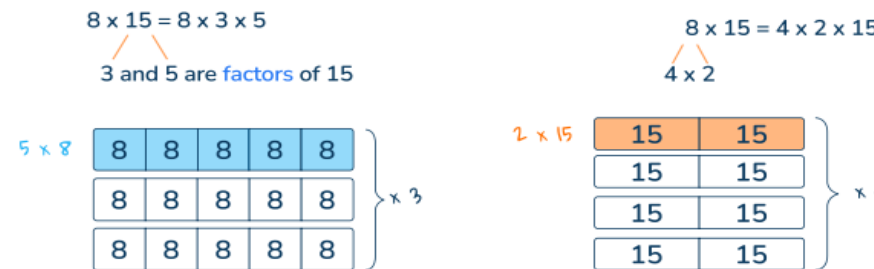 8 x 15 = 8 x 3 x 5
3 and 5 are factors of 15
5 x 8
8 8 8 8 8
8 8 8 8 8
x 3
8 8 8 8 8
8 x 15 = 4 x 2 x 15
4 x 2
2 x 15
15 15
15 15
x
15 15
15 15